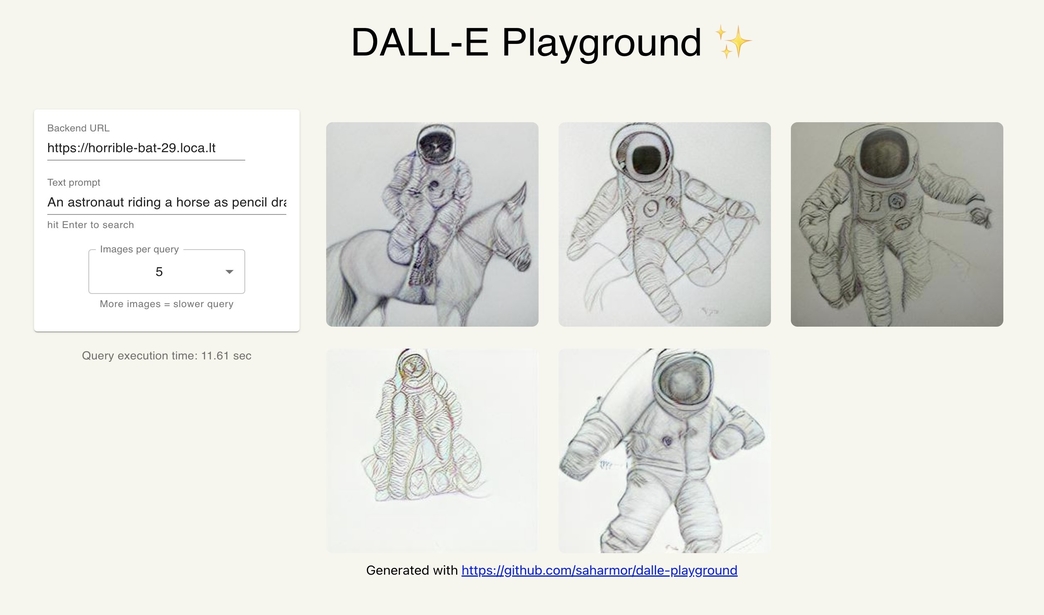 DALL-E Playground ✨
Backend URL
https://horrible-bat-29.loca.lt
Text prompt
An astronaut riding a horse as pencil dra
hit Enter to search
Images per query
5
More images = slower query
Query execution time: 11.61 sec
Generated with https://github.com/saharmor/dalle-playground